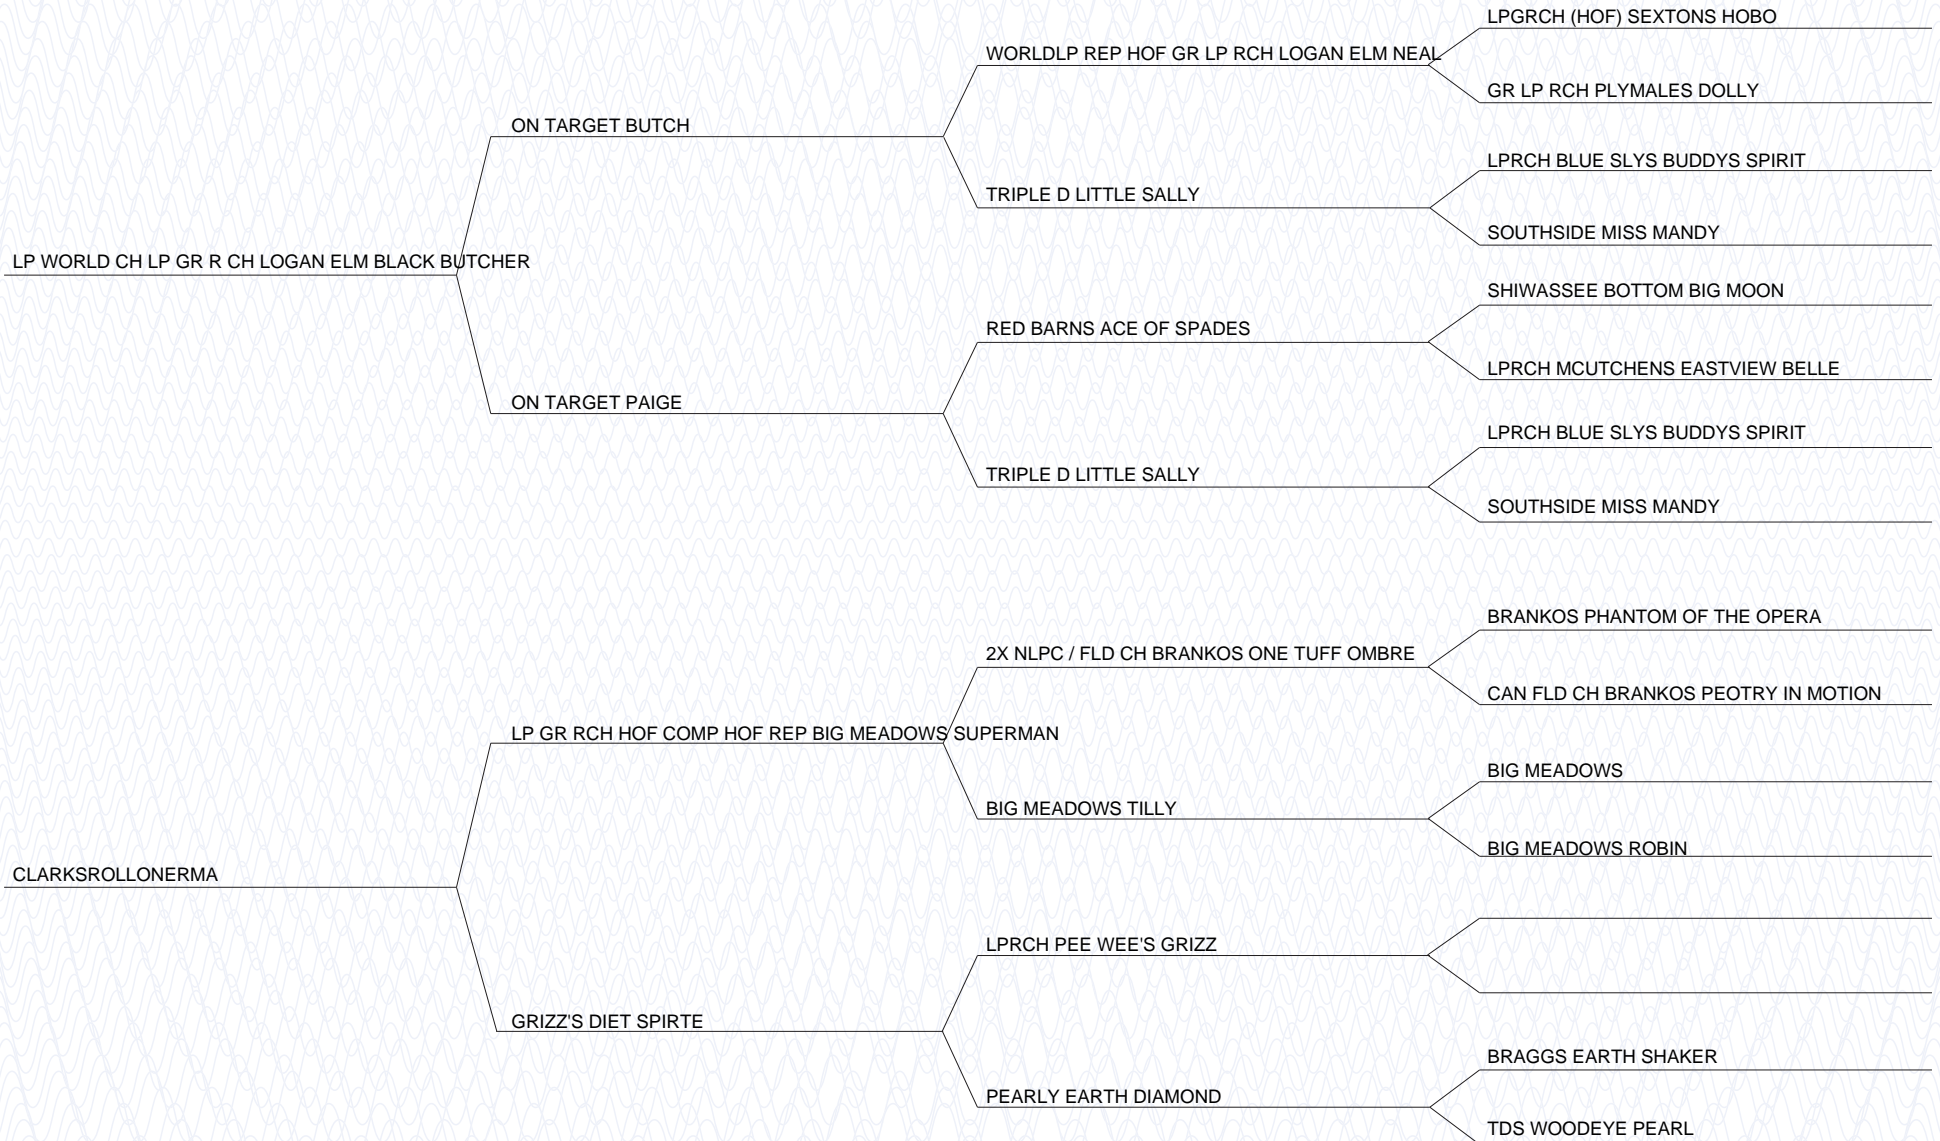 LPGRCH (HOF) SEXTONS HOBO
WORLDLP REP HOF GR LP RCH LOGAN ELM NEAL
GR LP RCH PLYMALES DOLLY
ON TARGET BUTCH
LPRCH BLUE SLYS BUDDYS SPIRIT
TRIPLE D LITTLE SALLY
SOUTHSIDE MISS MANDY
LP WORLD CH LP GR R CH LOGAN ELM BLACK BUTCHER
SHIWASSEE BOTTOM BIG MOON
RED BARNS ACE OF SPADES
LPRCH MCUTCHENS EASTVIEW BELLE
ON TARGET PAIGE
LPRCH BLUE SLYS BUDDYS SPIRIT
TRIPLE D LITTLE SALLY
SOUTHSIDE MISS MANDY
BRANKOS PHANTOM OF THE OPERA
2X NLPC / FLD CH BRANKOS ONE TUFF OMBRE
CAN FLD CH BRANKOS PEOTRY IN MOTION
LP GR RCH HOF COMP HOF REP BIG MEADOWS SUPERMAN
BIG MEADOWS
BIG MEADOWS TILLY
BIG MEADOWS ROBIN
CLARKSROLLONERMA
LPRCH PEE WEE'S GRIZZ
GRIZZ'S DIET SPIRTE
BRAGGS EARTH SHAKER
PEARLY EARTH DIAMOND
TDS WOODEYE PEARL